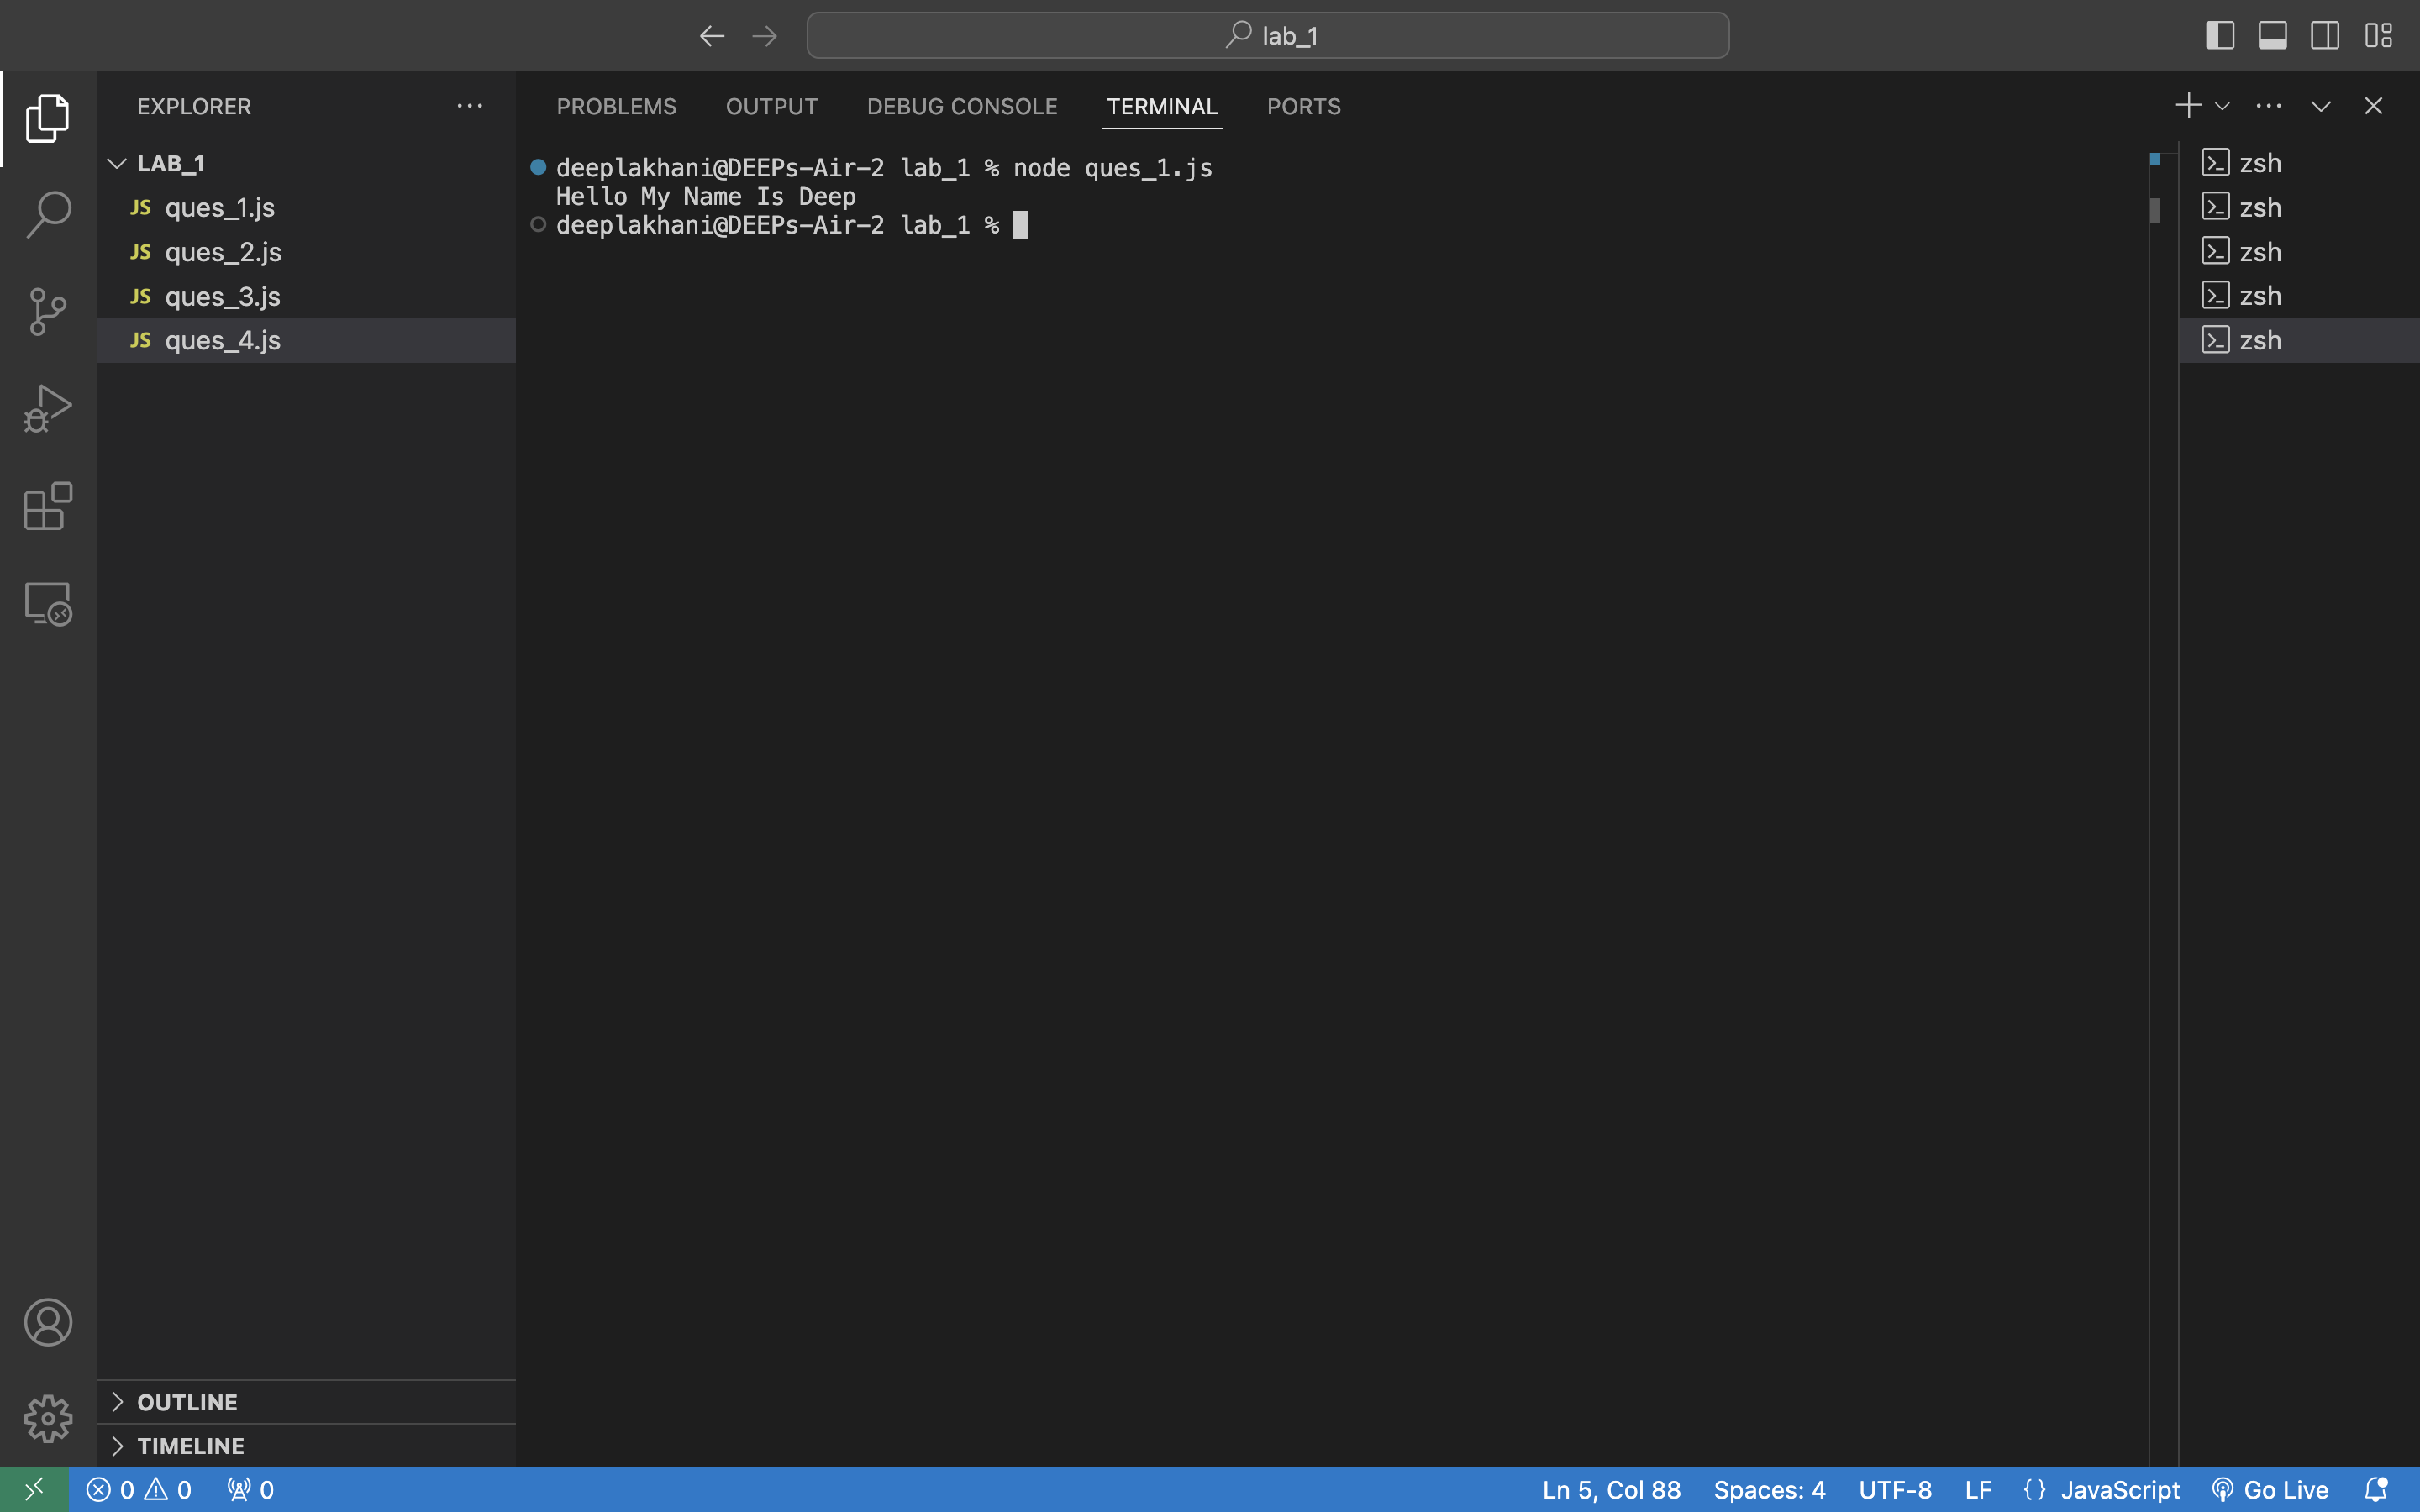 lab_1
EXPLORER
LAB_1
JS ques_1.js
JS ques_2.js
JS ques_3.js
JS ques_4.js
OUTLINE
TIMELINE
PROBLEMS OUTPUT DEBUG CONSOLE TERMINAL PORTS
deeplakhani@DEEPs-Air-2 lab_1 % node ques_1.js
Hello My Name Is Deep
deeplakhani@DEEPs-Air-2 lab_1 %
zsh
zsh
zsh
zsh
zsh
0 0 0 Ln 5, Col 88 Spaces: 4 UTF-8 LF {} JavaScript Go Live